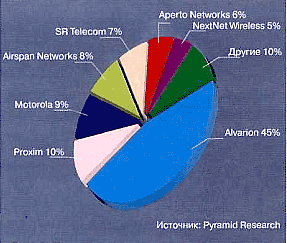 Aperto Networks 6%
SR Telecom 7%
NextNet Wireless 5%
Airspan Networks 8%
Другие 10%
Motorola 9%
Alvarion 45%
Proxim 10%
Источник: Pyramid Research